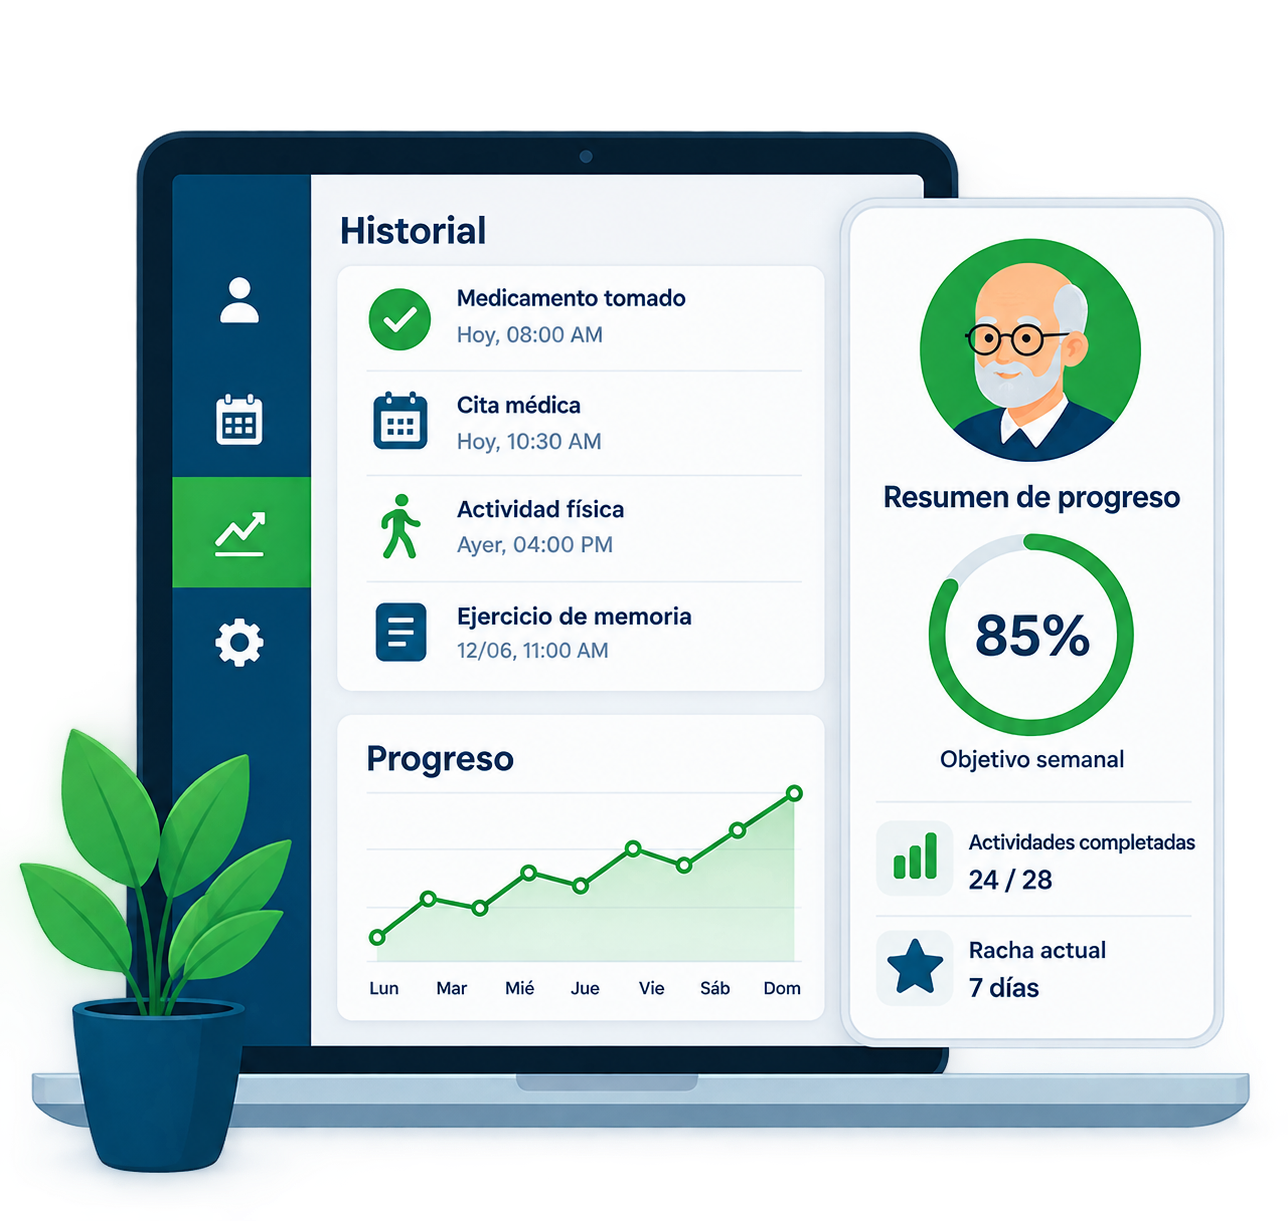 Historial
Medicamento tomado
Hoy, 08:00 AM
Cita médica
Hoy, 10:30 AM
Actividad física
Ayer, 04:00 PM
Ejercicio de memoria
12/06, 11:00 AM
Progreso
Lun Mar Mié Jue Vie Sáb Dom
Resumen de progreso
85%
Objetivo semanal
Actividades completadas
24 / 28
Racha actual
7 días